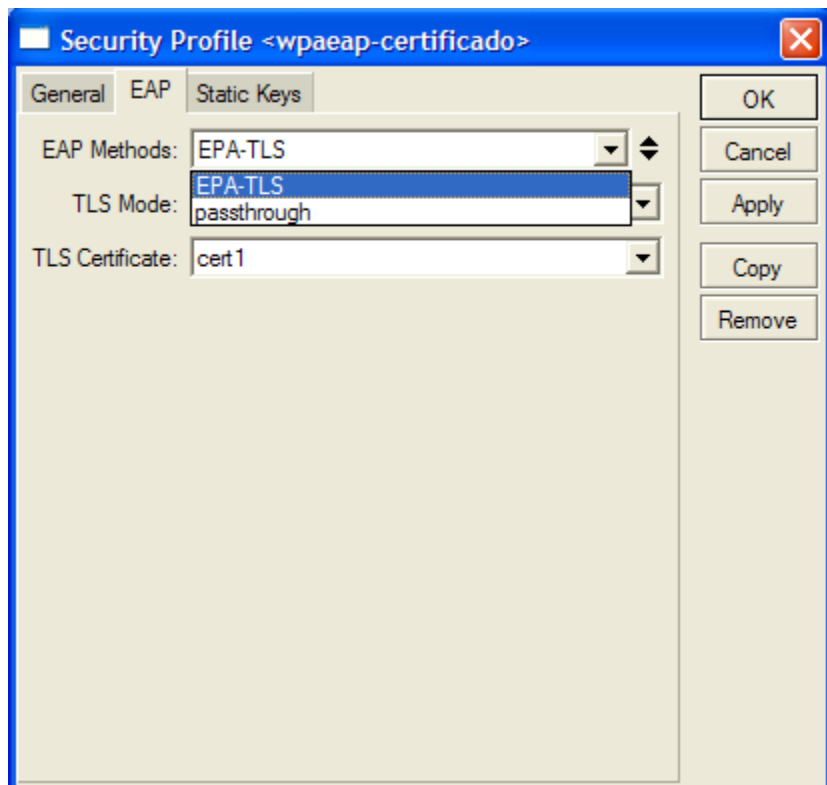 Security Profile <wpaeap-certificado>
General EAP Static Keys
OK
EAP Methods: EPA-TLS
Cancel
EPA-TLS
TLS Mode:
passthrough
Apply
TLS Certificate: cert1
Copy
Remove